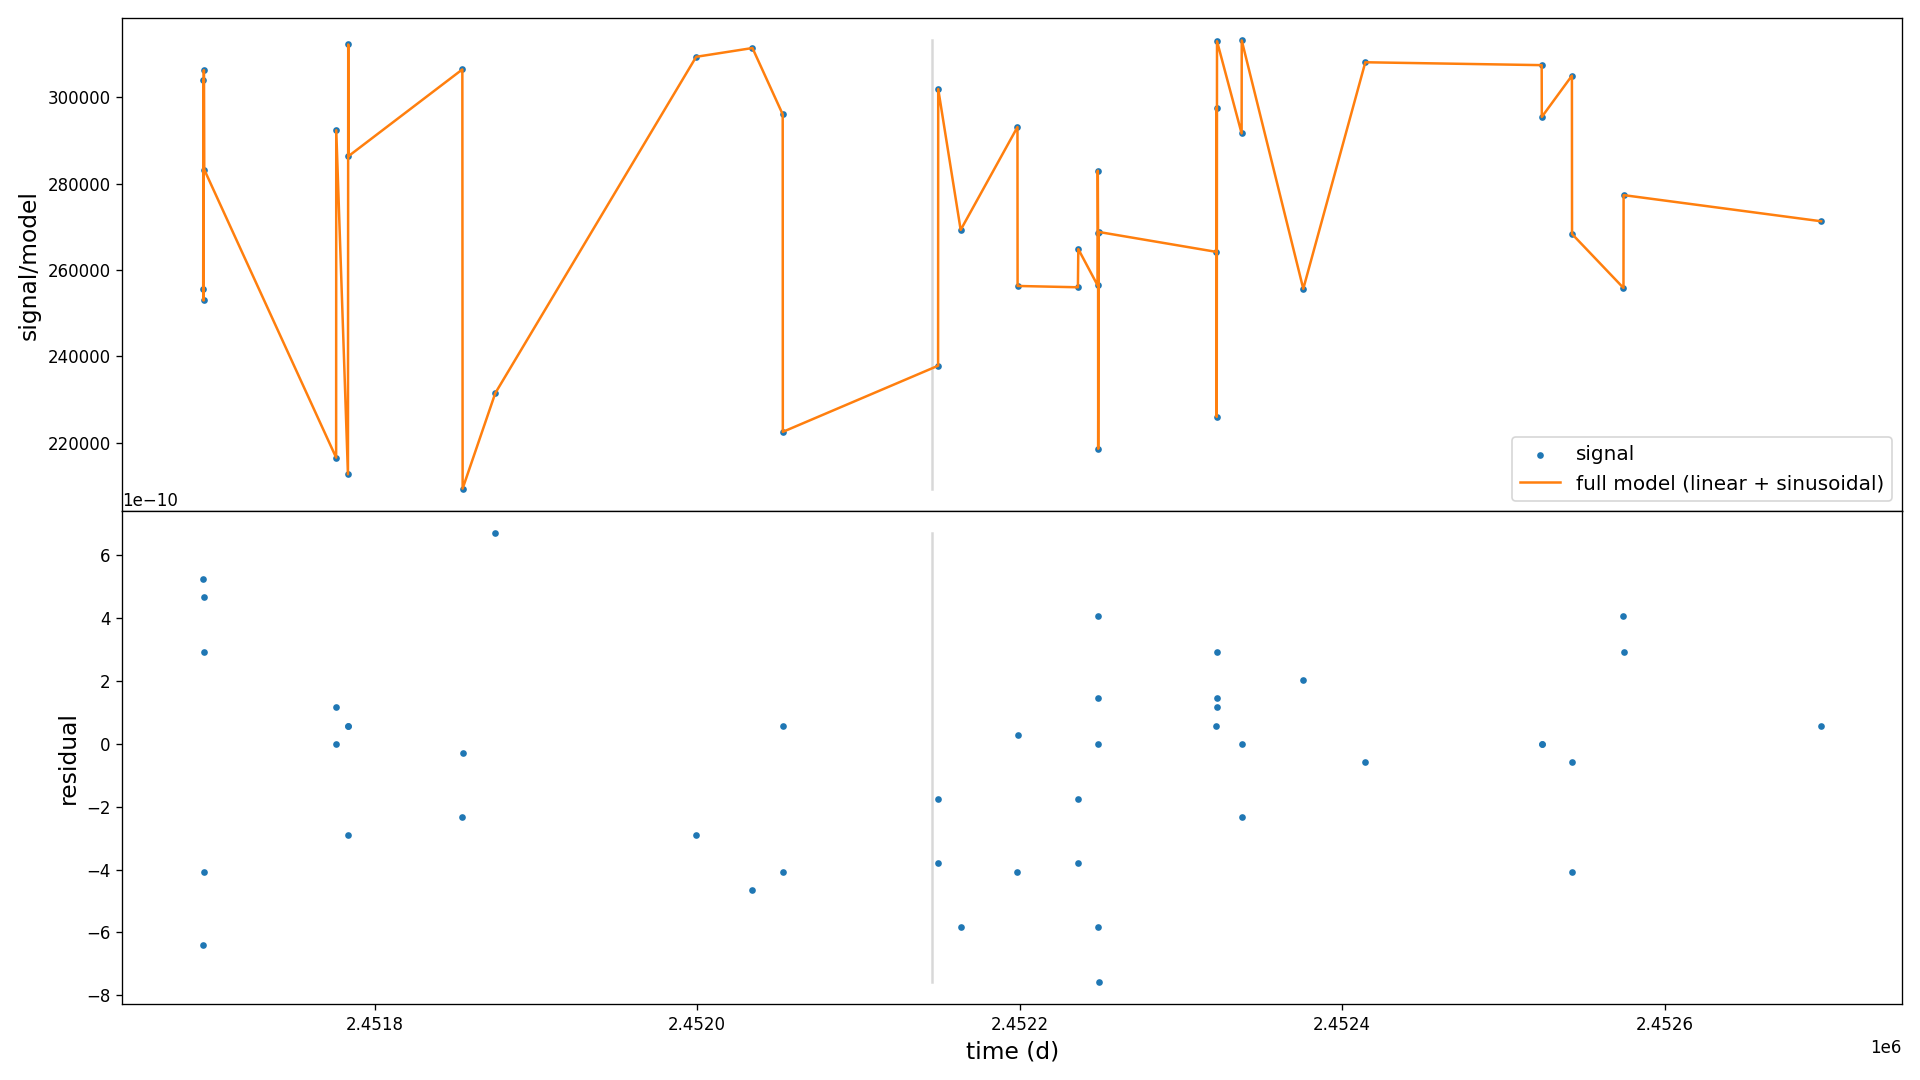 300000
280000
260000
240000
220000
signal/model
signal
full model (linear + sinusoidal)
1e−10
6
4
2
0
−2
−4
−6
−8
residual
2.4518
2.4520
2.4522
2.4524
2.4526
time (d)
1e6